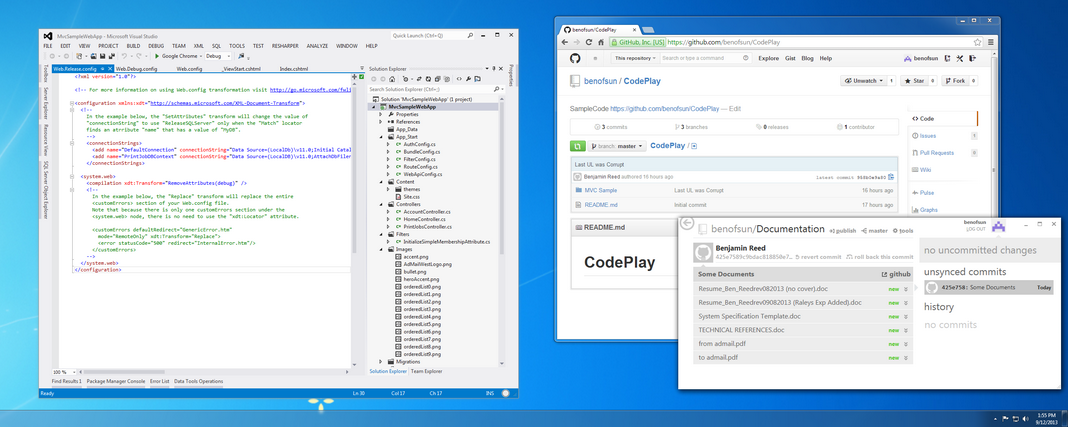 MvcSampleWebApp - Microsoft Visual Studio
Quick Launch (Ctrl+Q)
FILE EDIT VIEW PROJECT BUILD DEBUG TEAM XML SQL TOOLS TEST RESHARPER ANALYZE WINDOW HELP
Google Chrome Debug
Web.Release.config Web.Debug.config Web.config _ViewStart.cshtml Index.cshtml
Toolbox
Server Explorer
Resource View
SQL Server Object Explorer
<?xml version="1.0"?>
<!-- For more information on using Web.config transformation visit http://go.microsoft.com/fwli
<configuration xmlns:xdt="http://schemas.microsoft.com/XML-Document-Transform">
<!--
In the example below, the "SetAttributes" transform will change the value of
"connectionString" to use "ReleaseSQLServer" only when the "Match" locator
finds an attribute "name" that has a value of "MyDB".
-->
<connectionStrings>
<add name="DefaultConnection" connectionString="Data Source=(LocalDb)\v11.0;Initial Catal
<add name="PrintJobDBContext" connectionString="Data Source=(LocalDB)\v11.0;AttachDbFilen
</connectionStrings>
<system.web>
<compilation xdt:Transform="RemoveAttributes(debug)" />
<!--
In the example below, the "Replace" transform will replace the entire
<customErrors> section of your Web.config file.
Note that because there is only one customErrors section under the
<system.web> node, there is no need to use the "xdt:Locator" attribute.
<customErrors defaultRedirect="GenericError.htm"
mode="RemoteOnly" xdt:Transform="Replace">
<error statusCode="500" redirect="InternalError.htm"/>
</customErrors>
-->
</system.web>
</configuration>
100 %
Find Results 1 Package Manager Console Error List Data Tools Operations
Ready Ln 30 Col 17 Ch 17 INS
Solution Explorer
Search Solution Explorer (Ctrl+;)
Solution 'MvcSampleWebApp' (1 project)
MvcSampleWebApp
Properties
References
App_Data
App_Start
AuthConfig.cs
BundleConfig.cs
FilterConfig.cs
RouteConfig.cs
WebApiConfig.cs
Content
themes
Site.css
Controllers
AccountController.cs
HomeController.cs
PrintJobsController.cs
Filters
InitializeSimpleMembershipAttribute.cs
Images
accent.png
AdMailWestLogo.png
bullet.png
heroAccent.png
orderedList0.png
orderedList1.png
orderedList2.png
orderedList3.png
orderedList4.png
orderedList5.png
orderedList6.png
orderedList7.png
orderedList8.png
orderedList9.png
Migrations
Solution Explorer Team Explorer
Properties
benofsun/CodePlay
GitHub, Inc. [US] https://github.com/benofsun/CodePlay
This repository Search or type a command Explore Gist Blog Help benofsun
benofsun / CodePlay
Unwatch 1 Star 0 Fork 0
SampleCode https://github.com/benofsun/CodePlay — Edit
3 commits 3 branches 0 releases 1 contributor
branch: master CodePlay /
Last UL was Corrupt
Benjamin Reed authored 16 hours ago
MVC Sample Last UL was Corrupt 16 hours ago
README.md Initial commit 17 hours ago
README.md
CodePlay
Code
Issues 0
Pull Requests 0
Wiki
Pulse
Graphs
benofsun/Documentation
publish master tools
benofsun
LOG OUT
Benjamin Reed
revert commit roll back this commit
Some Documents github
Resume_Ben_Reedrev082013 (no cover).doc new
Resume_Ben_Reedrev09082013 (Raleys Exp Added).doc new
System Specification Template.doc new
TECHNICAL REFERENCES.doc new
from admail.pdf new
to admail.pdf new
no uncommitted changes
unsynced commits
425e758: Some Documents Today
history
no commits
1:55 PM
9/12/2013